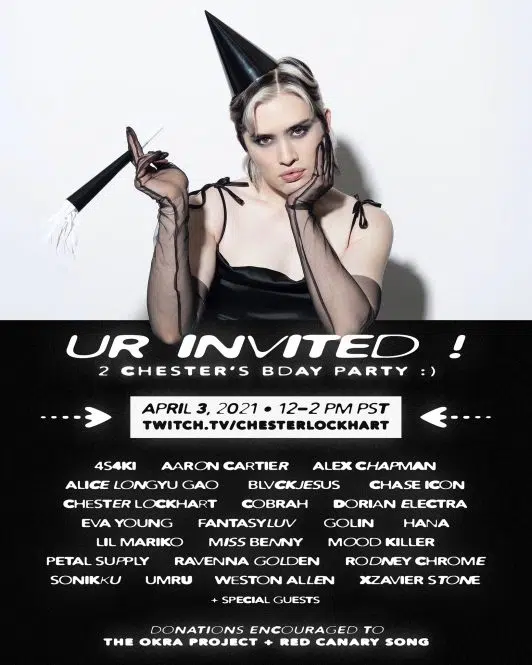 UR INVITED !
2 CHESTER'S BDAY PARTY :)
APRIL 3, 2021 • 12–2 PM PST
TWITCH.TV/CHESTERLOCKHART
4S4KI AARON CARTIER ALEX CHAPMAN
ALICE LONGYU GAO BLVCKJESUS CHASE ICON
CHESTER LOCKHART COBRAH DORIAN ELECTRA
EVA YOUNG FANTASYLUV GOLIN HANA
LIL MARIKO MISS BENNY MOOD KILLER
PETAL SUPPLY RAVENNA GOLDEN RODNEY CHROME
SONIKKU UMRU WESTON ALLEN XZAVIER STONE
+ SPECIAL GUESTS
DONATIONS ENCOURAGED TO
THE OKRA PROJECT + RED CANARY SONG